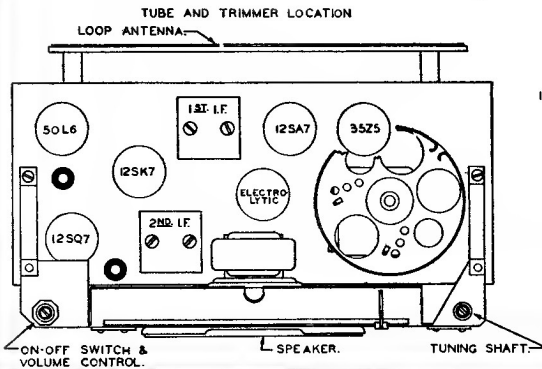 TUBE AND TRIMMER LOCATION
LOOP ANTENNA.
1ST. I.F.
50L6
12SA7
35Z5
12SK7
ELECTRO-
LYTIC
12SQ7
2ND. I.F.
ON-OFF SWITCH &
VOLUME CONTROL.
SPEAKER.
TUNING SHAFT.